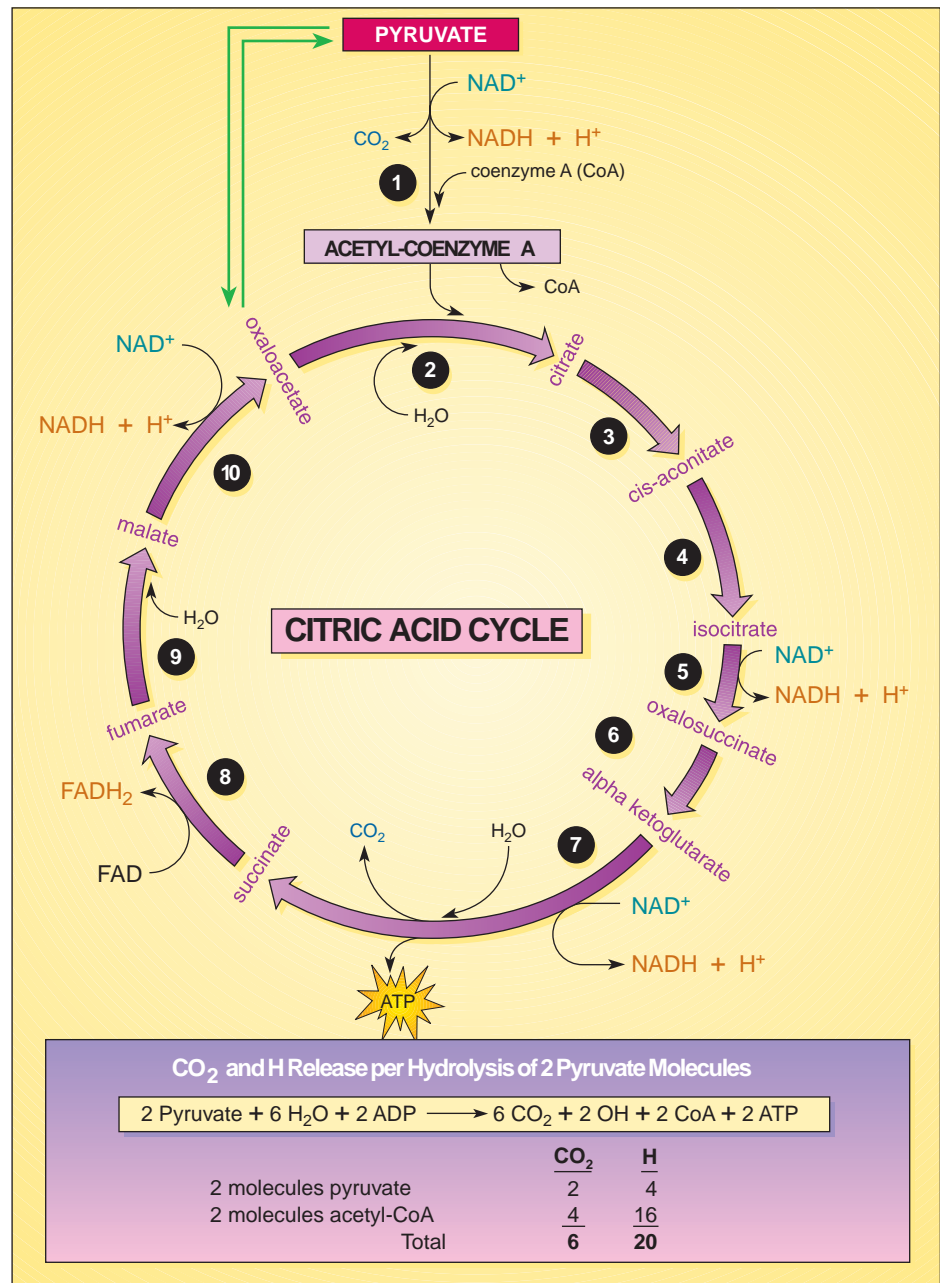 PYRUVATE
NAD+
CO2
NADH + H+
1
coenzyme A (CoA)
ACETYL-COENZYME A
CoA
oxaloacetate
NAD+
citrate
2
H2O
3
NADH + H+
cis-aconitate
10
malate
4
H2O
CITRIC ACID CYCLE
isocitrate
NAD+
9
5
NADH + H+
fumarate
oxalosuccinate
6
8
alpha ketoglutarate
FADH2
CO2
H2O
7
FAD
succinate
NAD+
NADH + H+
ATP
CO2 and H Release per Hydrolysis of 2 Pyruvate Molecules
2 Pyruvate + 6 H2O + 2 ADP → 6 CO2 + 2 OH + 2 CoA + 2 ATP
CO2 H
2 molecules pyruvate 2 4
2 molecules acetyl-CoA 4 16
Total 6 20